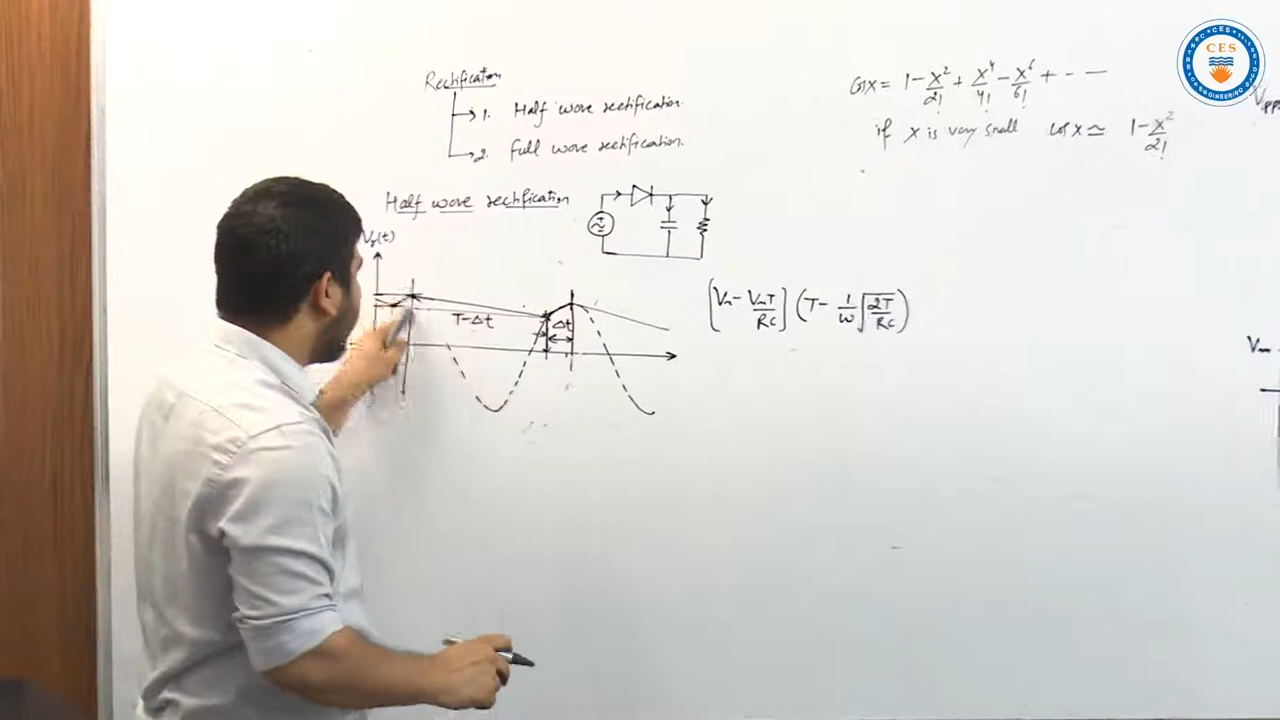 Rectification
1. Half wave rectification.
2. Full wave rectification.
Half wave rectification
T-Δt
Δt
[Vm - VmT/RC] (T - 1/ω √(2T/RC))
Cos x = 1 - x²/2! + x⁴/4! - x⁶/6! + - - —
if x is very small cos x ≃ 1 - x²/2!
CES
Vm